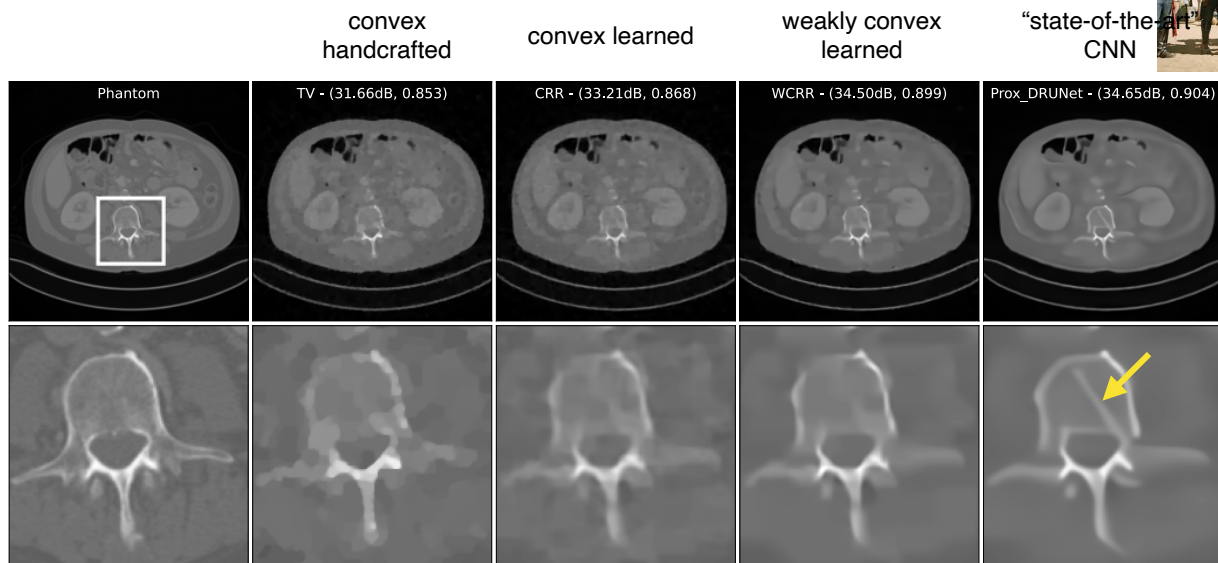 convex
handcrafted
convex learned
weakly convex
learned
“state-of-the-art”
CNN
Phantom
TV - (31.66dB, 0.853)
CRR - (33.21dB, 0.868)
WCRR - (34.50dB, 0.899)
Prox_DRUNet - (34.65dB, 0.904)